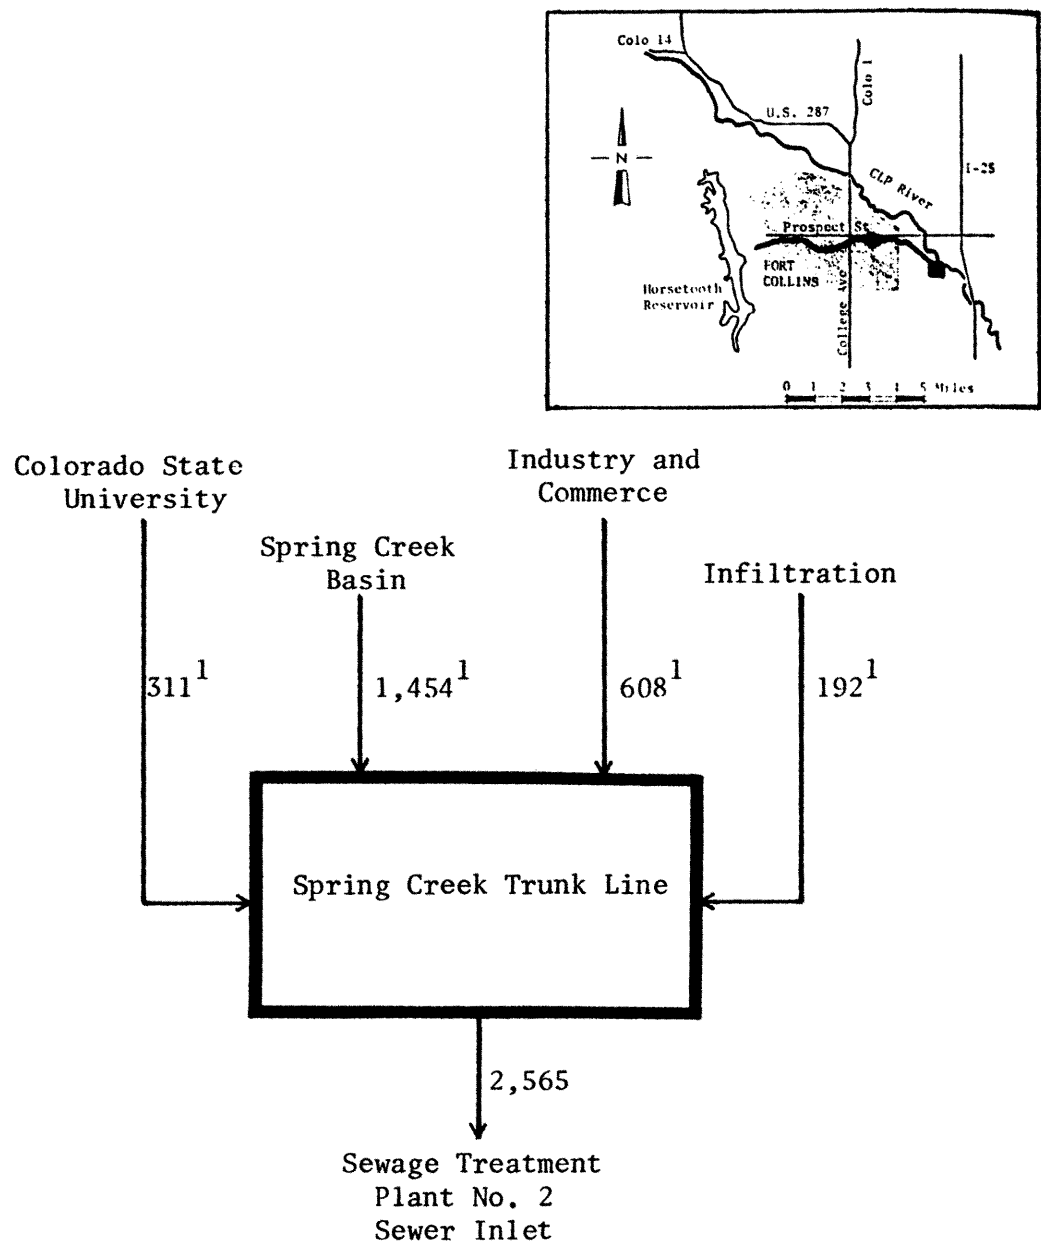 Colo 14
Colo 1
U.S. 287
N
I-25
CLP River
Prospect St
FORT
COLLINS
Horsetooth
Reservoir
College Ave
0 1 2 3 4 5 Miles
Colorado State
University
Industry and
Commerce
Spring Creek
Basin
Infiltration
311¹
1,454¹
608¹
192¹
Spring Creek Trunk Line
2,565
Sewage Treatment
Plant No. 2
Sewer Inlet